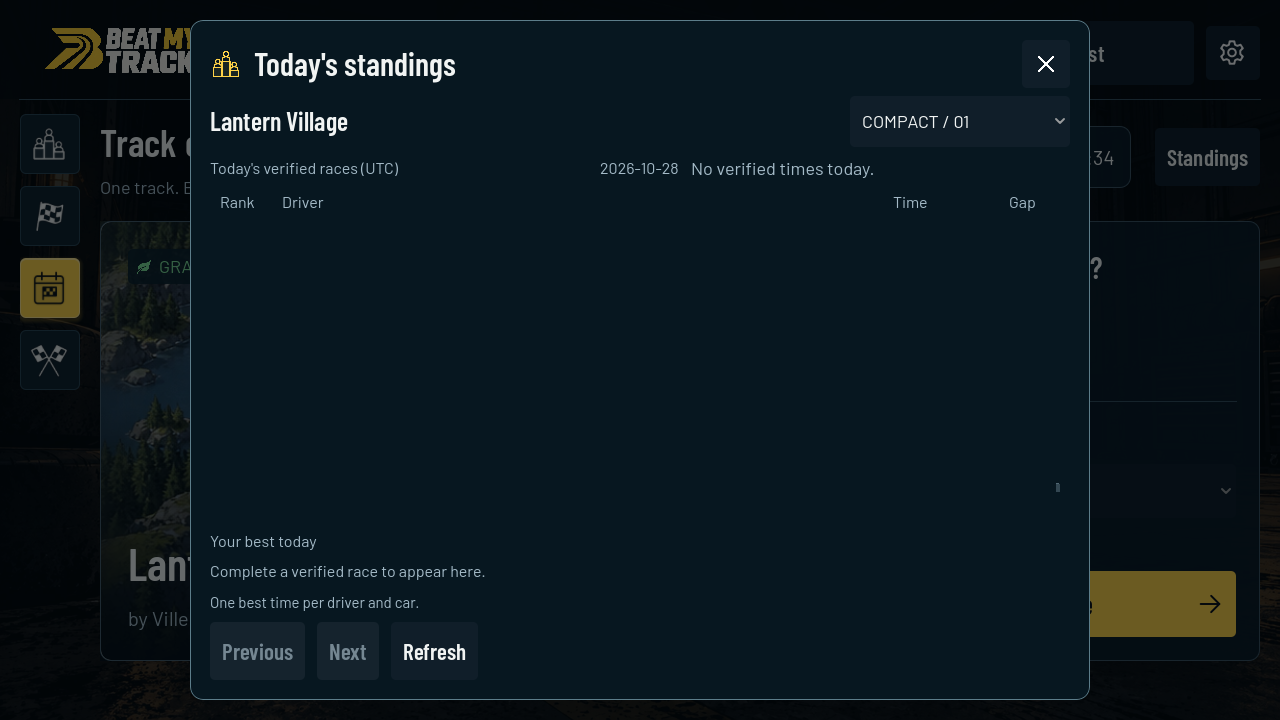 BEAT MY
TRACK
Today's standings
st
Lantern Village
COMPACT / 01
Track
One track.
:34
Standings
Today's verified races (UTC)
2026-10-28
No verified times today.
Rank
Driver
Time
Gap
GRA
?
Your best today
Lant
Complete a verified race to appear here.
One best time per driver and car.
by Ville
Previous
Next
Refresh